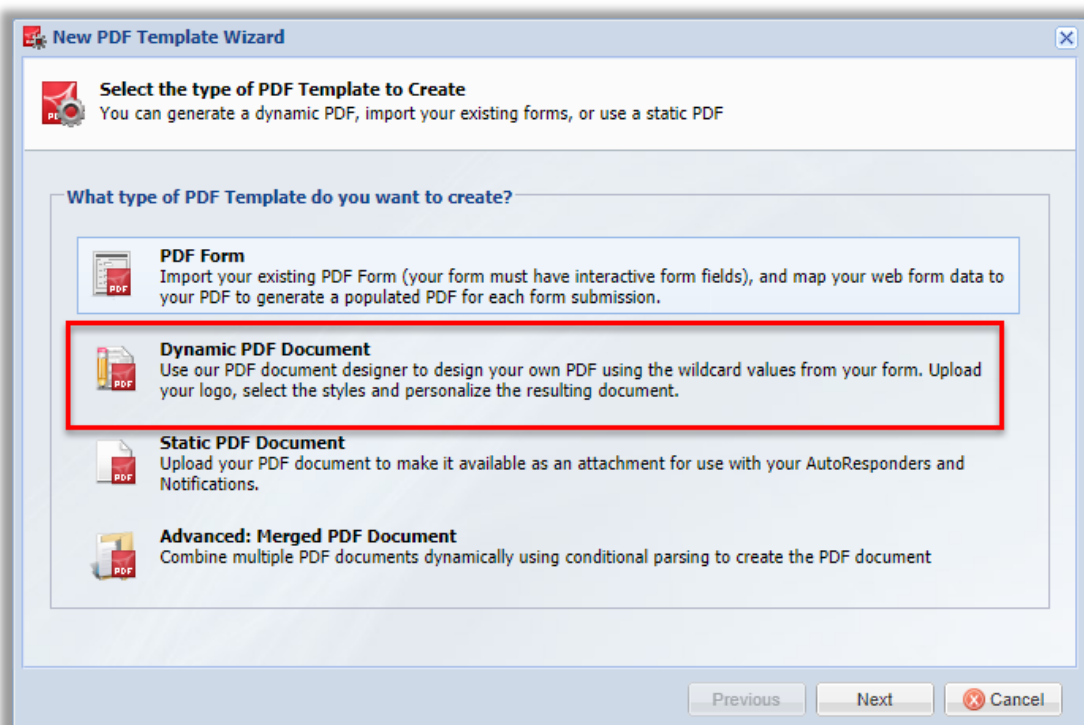 New PDF Template Wizard
Select the type of PDF Template to Create
You can generate a dynamic PDF, import your existing forms, or use a static PDF
What type of PDF Template do you want to create?
PDF Form
Import your existing PDF Form (your form must have interactive form fields), and map your web form data to
your PDF to generate a populated PDF for each form submission.
Dynamic PDF Document
Use our PDF document designer to design your own PDF using the wildcard values from your form. Upload
your logo, select the styles and personalize the resulting document.
Static PDF Document
Upload your PDF document to make it available as an attachment for use with your AutoResponders and
Notifications.
Advanced: Merged PDF Document
Combine multiple PDF documents dynamically using conditional parsing to create the PDF document
PDF
PDF
PDF
PDF
Previous Next Cancel